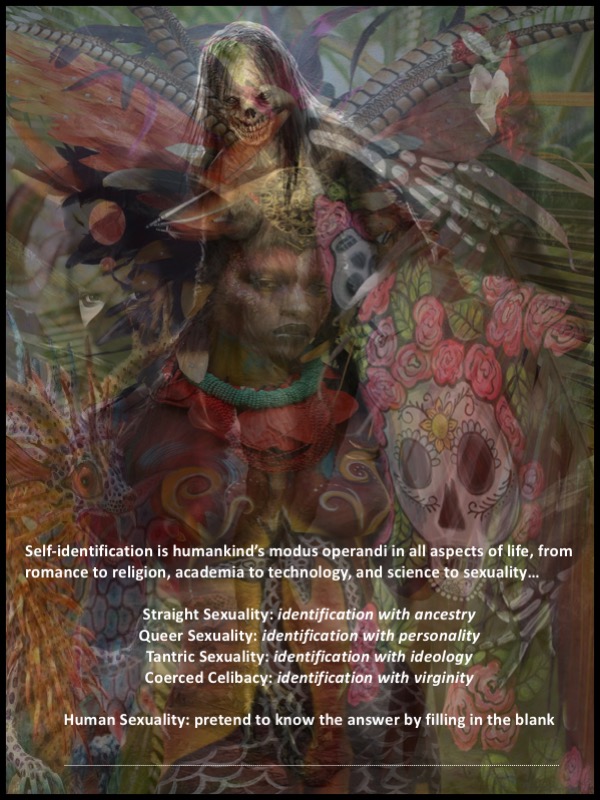 Self-identification is humankind's modus operandi in all aspects of life, from
romance to religion, academia to technology, and science to sexuality…
Straight Sexuality: identification with ancestry
Queer Sexuality: identification with personality
Tantric Sexuality: identification with ideology
Coerced Celibacy: identification with virginity
Human Sexuality: pretend to know the answer by filling in the blank